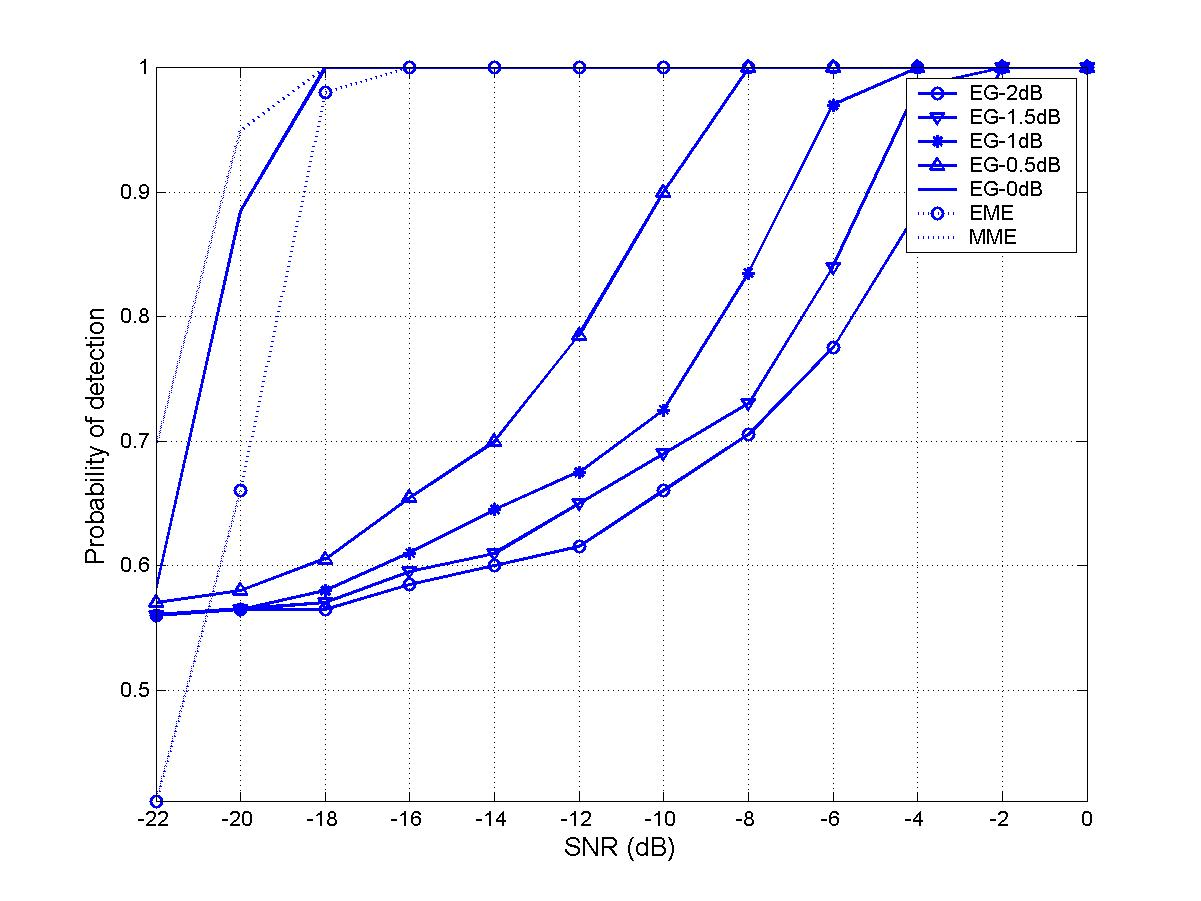 1
0.9
0.8
0.7
0.6
0.5
Probability of detection
EG-2dB
EG-1.5dB
EG-1dB
EG-0.5dB
EG-0dB
EME
MME
-22 -20 -18 -16 -14 -12 -10 -8 -6 -4 -2 0
SNR (dB)